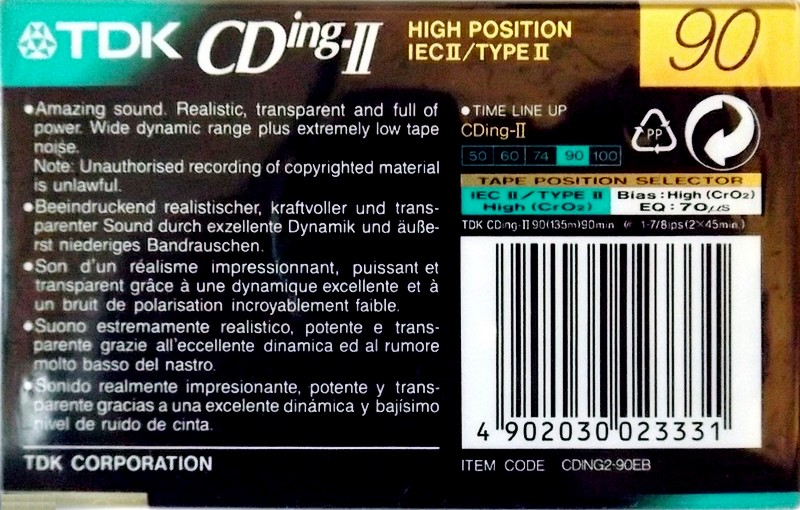 TDK CDing-II
HIGH POSITION
IECII/TYPE II
90
●Amazing sound. Realistic, transparent and full of
power. Wide dynamic range plus extremely low tape
noise.
Note: Unauthorised recording of copyrighted material
is unlawful.
●Beeindruckend realistischer, kraftvoller und trans-
parenter Sound durch exzellente Dynamik und äuße-
rst niederiges Bandrauschen.
●Son d'un réalisme impressionnant, puissant et
transparent grâce à une dynamique excellente et à
un bruit de polarisation incroyablement faible.
●Suono estremamente realistico, potente e trans-
parente grazie all'eccellente dinamica ed al rumore
molto basso del nastro.
●Sonido realmente impresionante, potente y trans-
parente gracias a una excelente dinámica y bajísimo
nivel de ruido de cinta.
TDK CORPORATION
●TIME LINE UP
CDing-II
50 60 74 90 100
PP
TAPE POSITION SELECTOR
IEC II/TYPE II
High (CrO2)
Bias: High (CrO2)
EQ: 70μs
TDK CDing-II 90(135m)90min. 1-7/8ips(2×45min.)
4 902030 023331
ITEM CODE CDING2-90EB